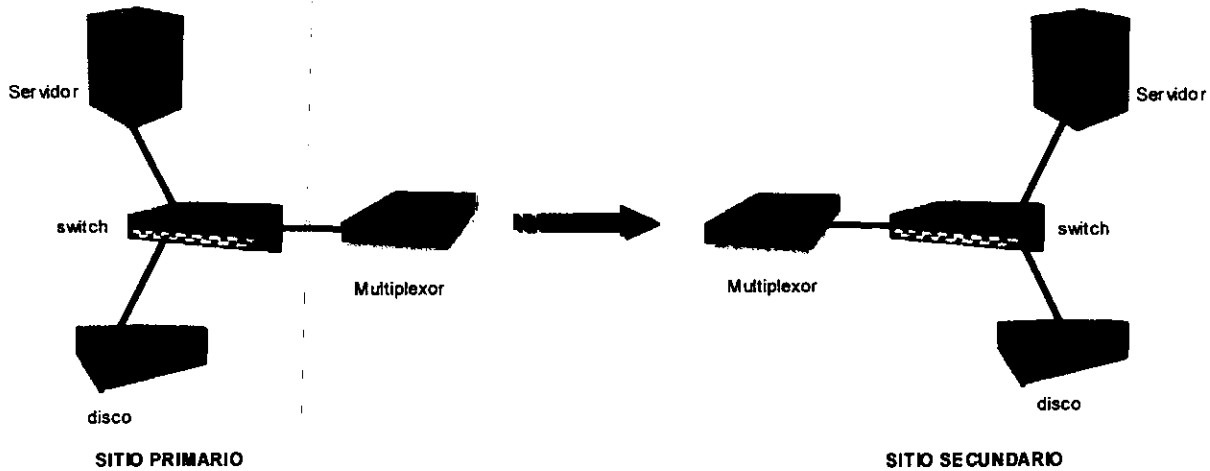 Servidor
Servidor
switch
switch
Multiplexor
Multiplexor
disco
disco
SITIO PRIMARIO
SITIO SECUNDARIO